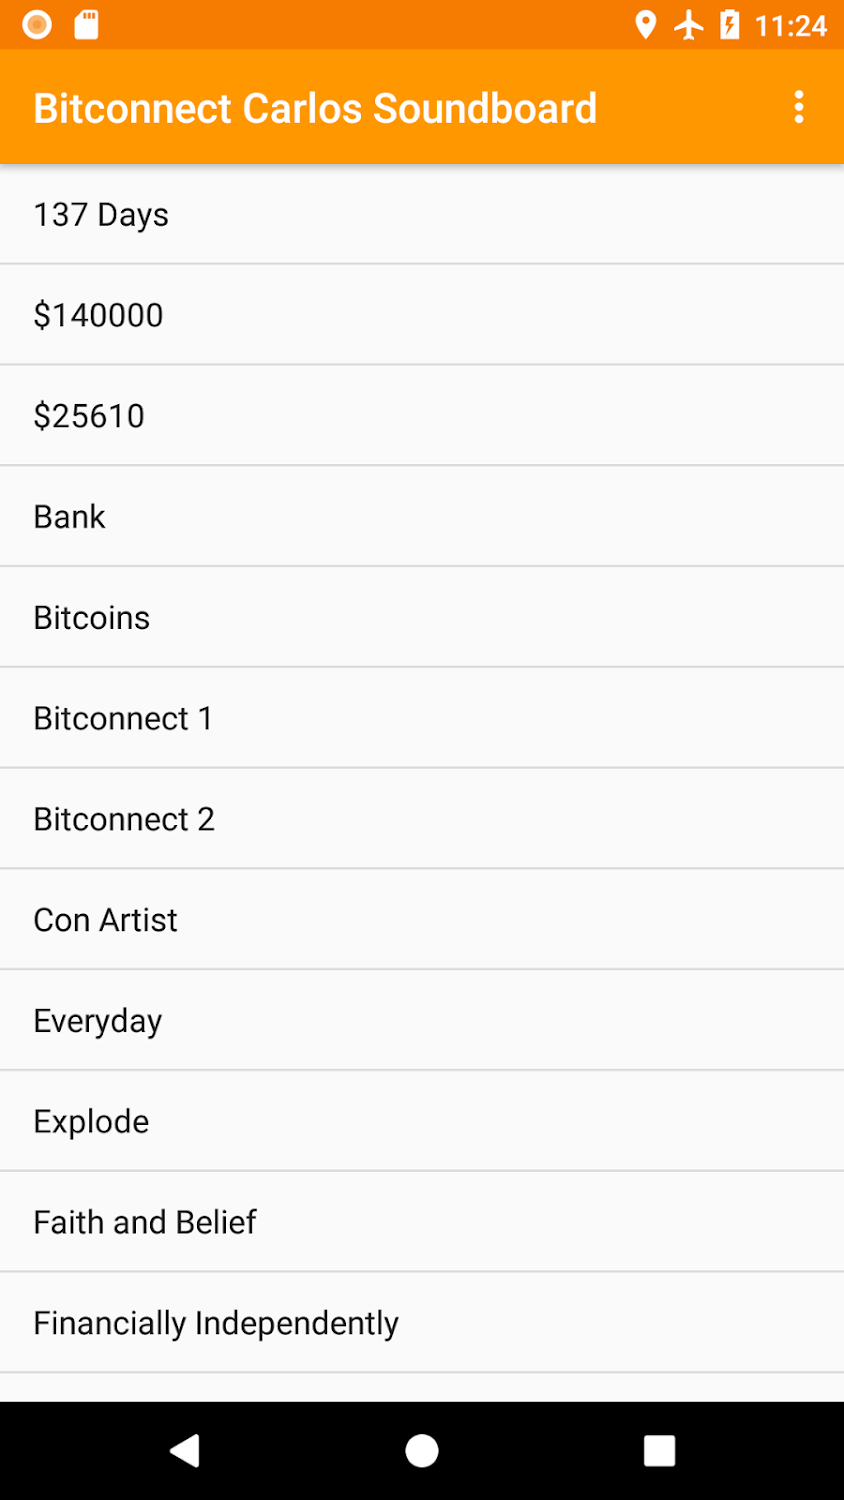 11:24
Bitconnect Carlos Soundboard
137 Days
$140000
$25610
Bank
Bitcoins
Bitconnect 1
Bitconnect 2
Con Artist
Everyday
Explode
Faith and Belief
Financially Independently